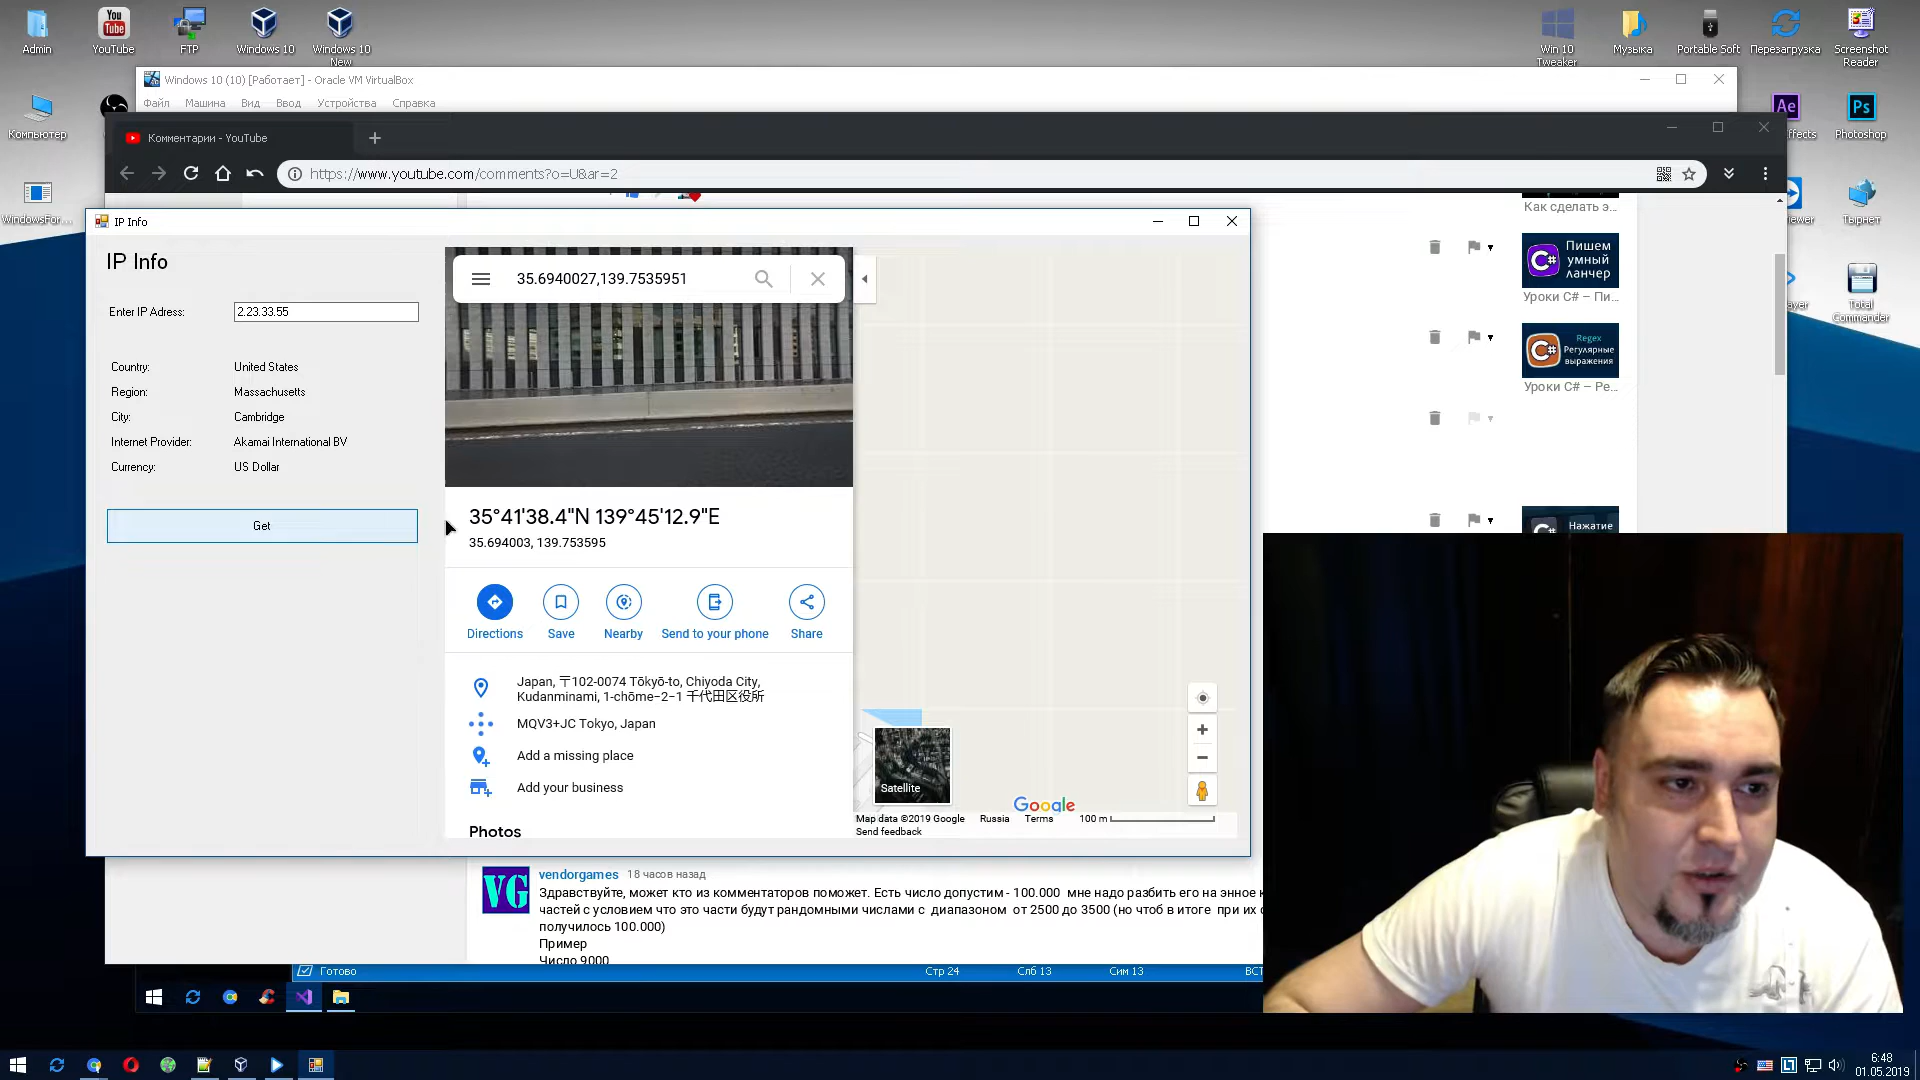 Admin
YouTube
FTP
Windows 10
Windows 10 New
Win 10 Tweaker
Музыка
Portable Soft
Перезагрузка
Screenshot Reader
Компьютер
WindowsFor...
Photoshop
Тырнет
Total Commander
Windows 10 (10) [Работает] - Oracle VM VirtualBox
Файл Машина Вид Ввод Устройства Справка
Комментарии - YouTube
https://www.youtube.com/comments?o=U&ar=2
Как сделать э...
Пишем умный ланчер
Уроки C# – Пи...
Regex
Регулярные выражения
Уроки C# – Ре...
Нажатие
IP Info
IP Info
Enter IP Adress: 2.23.33.55
Country: United States
Region: Massachusetts
City: Cambridge
Internet Provider: Akamai International BV
Currency: US Dollar
Get
35.6940027,139.7535951
35°41'38.4"N 139°45'12.9"E
35.694003, 139.753595
Directions Save Nearby Send to your phone Share
Japan, 〒102-0074 Tōkyō-to, Chiyoda City,
Kudanminami, 1-chōme−2−1 千代田区役所
MQV3+JC Tokyo, Japan
Add a missing place
Add your business
Photos
Satellite
Google
Map data ©2019 Google Russia Terms 100 m
Send feedback
VG
vendorgames 18 часов назад
Здравствуйте, может кто из комментаторов поможет. Есть число допустим - 100.000 мне надо разбить его на энное к
частей с условием что это части будут рандомными числами с диапазоном от 2500 до 3500 (но чтоб в итоге при их с
получилось 100.000)
Пример
Число 9000
Готово Стр 24 Слб 13 Сим 13 ВСТ
6:48
01.05.2019